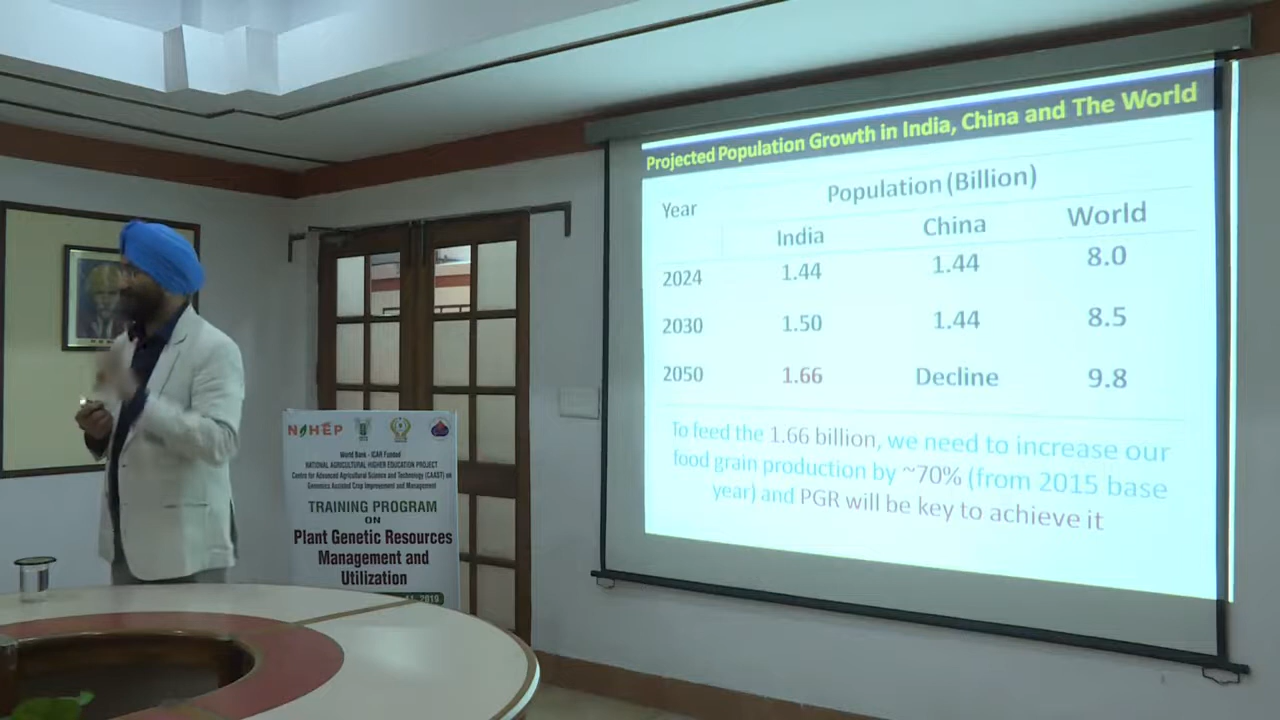 Projected Population Growth in India, China and The World
Year Population (Billion)
India China World
2024 1.44 1.44 8.0
2030 1.50 1.44 8.5
2050 1.66 Decline 9.8
To feed the 1.66 billion, we need to increase our
food grain production by ~70% (from 2015 base
year) and PGR will be key to achieve it
NAHEP
World Bank - ICAR Funded
NATIONAL AGRICULTURAL HIGHER EDUCATION PROJECT
Centre for Advanced Agricultural Science and Technology (CAAST) on
Genomics Assisted Crop Improvement and Management
TRAINING PROGRAM
ON
Plant Genetic Resources
Management and
Utilization
2019